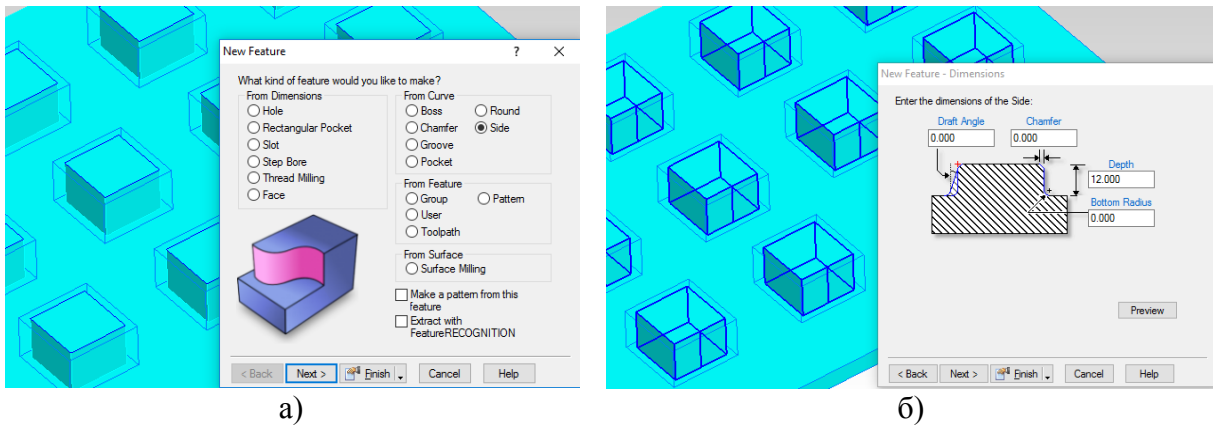 New Feature ? ×
What kind of feature would you like to make?
From Dimensions
Hole
Rectangular Pocket
Slot
Step Bore
Thread Milling
Face
From Curve
Boss Round
Chamfer Side
Groove
Pocket
From Feature
Group Pattern
User
Toolpath
From Surface
Surface Milling
Make a pattern from this
feature
Extract with
FeatureRECOGNITION
< Back Next > Finish Cancel Help
а)
New Feature - Dimensions
Enter the dimensions of the Side:
Draft Angle Chamfer
0.000 0.000
Depth
12.000
Bottom Radius
0.000
Preview
< Back Next > Finish Cancel Help
б)